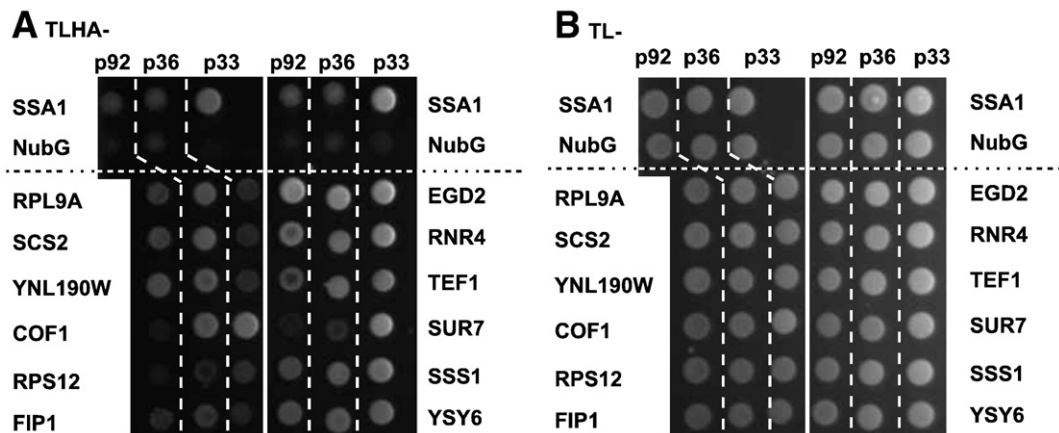 A TLHA-
p92 p36 p33 p92 p36 p33
SSA1 SSA1
NubG NubG
RPL9A EGD2
SCS2 RNR4
YNL190W TEF1
COF1 SUR7
RPS12 SSS1
FIP1 YSY6
B TL-
p92 p36 p33 p92 p36 p33
SSA1 SSA1
NubG NubG
RPL9A EGD2
SCS2 RNR4
YNL190W TEF1
COF1 SUR7
RPS12 SSS1
FIP1 YSY6